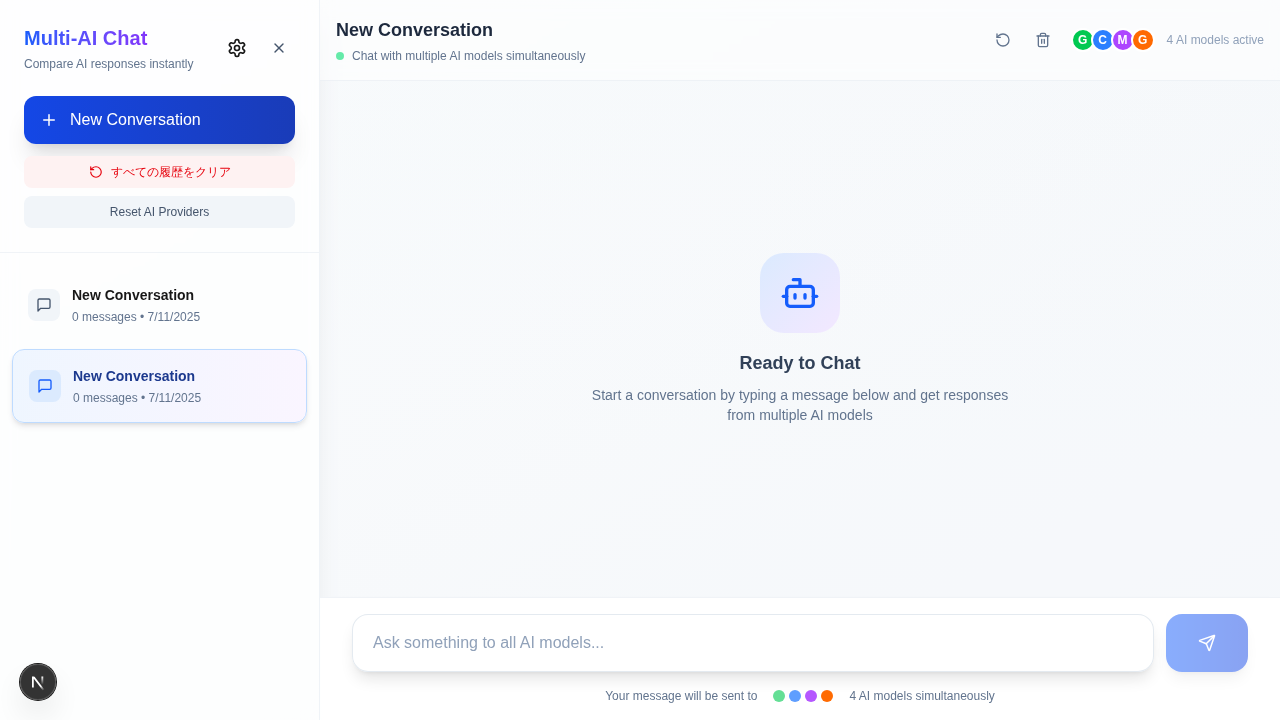 Multi-AI Chat
Compare AI responses instantly
New Conversation
すべての履歴をクリア
Reset AI Providers
New Conversation
0 messages • 7/11/2025
New Conversation
0 messages • 7/11/2025
N
New Conversation
Chat with multiple AI models simultaneously
G C M G 4 AI models active
Ready to Chat
Start a conversation by typing a message below and get responses
from multiple AI models
Ask something to all AI models...
Your message will be sent to 4 AI models simultaneously